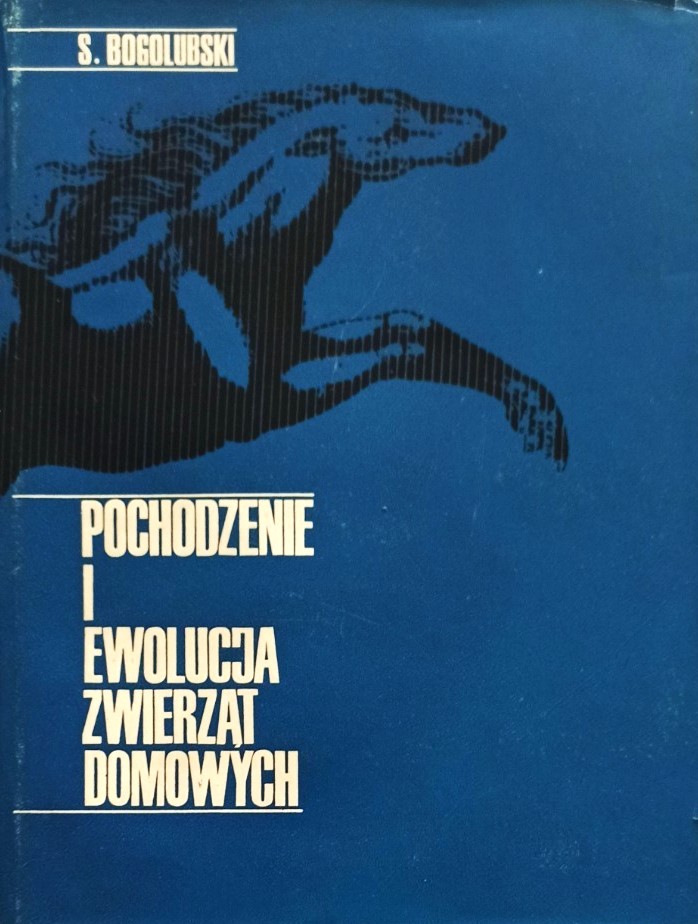 S. BOGOLUBSKI
POCHODZENIE
I
EWOLUCJA
ZWIERZĄT
DOMOWYCH